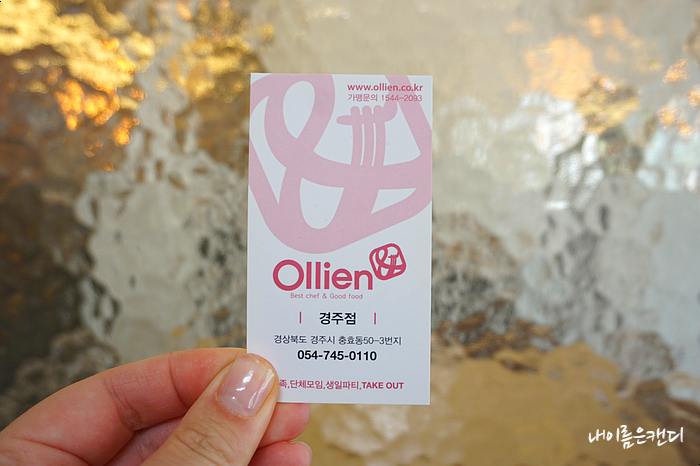 www.ollien.co.kr
가맹문의 1544-2093
Ollien
Best chef & Good food
| 경주점 |
경상북도 경주시 충효동50-3번지
054-745-0110
족,단체모임,생일파티,TAKE OUT
내이름은캔디